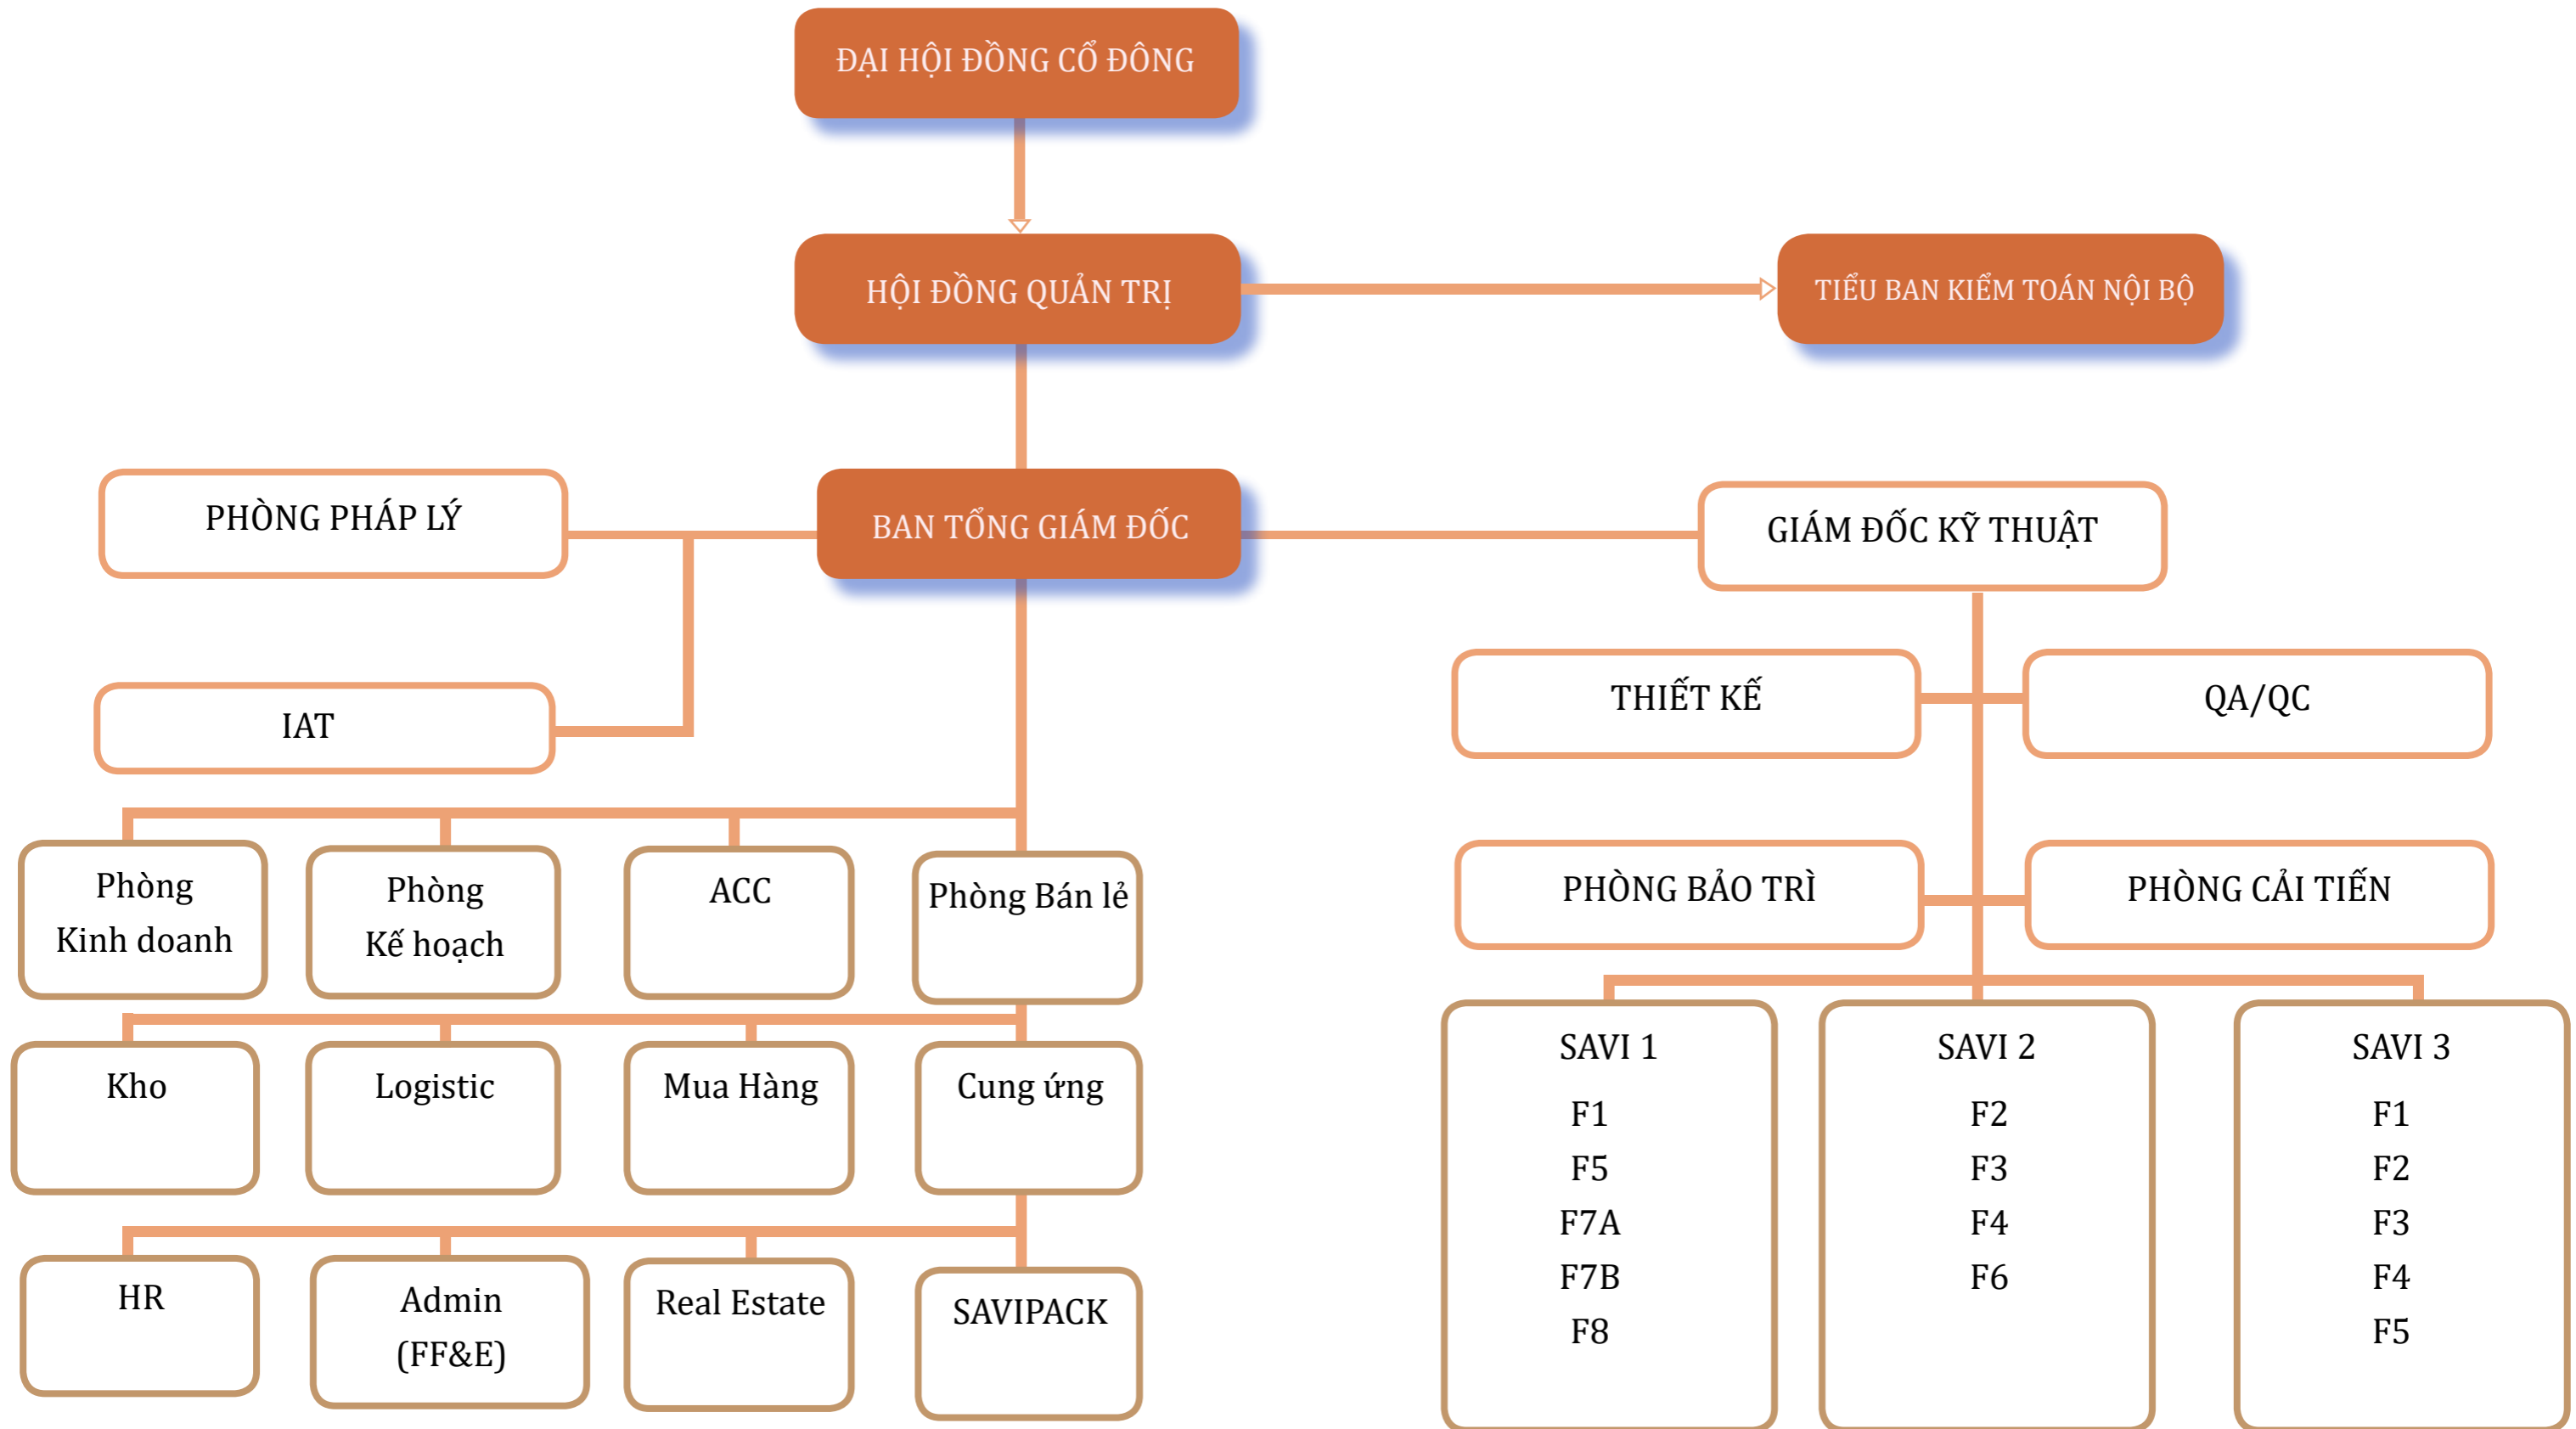 ĐẠI HỘI ĐỒNG CỔ ĐÔNG
HỘI ĐỒNG QUẢN TRỊ
TIỂU BAN KIỂM TOÁN NỘI BỘ
PHÒNG PHÁP LÝ
BAN TỔNG GIÁM ĐỐC
GIÁM ĐỐC KỸ THUẬT
IAT
THIẾT KẾ
QA/QC
PHÒNG BẢO TRÌ
PHÒNG CẢI TIẾN
Phòng
Kinh doanh
Phòng
Kế hoạch
ACC
Phòng Bán lẻ
Kho
Logistic
Mua Hàng
Cung ứng
HR
Admin
(FF&E)
Real Estate
SAVIPACK
SAVI 1
F1
F5
F7A
F7B
F8
SAVI 2
F2
F3
F4
F6
SAVI 3
F1
F2
F3
F4
F5